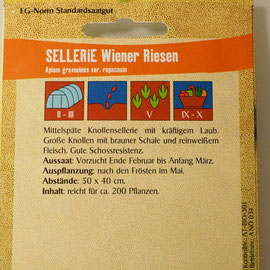 EG-Norm Standardsaatgut
SELLERIE Wiener Riesen
Apium graveolens var. rapaceum
II - III
V
IX - X
Mittelspäte Knollensellerie mit kräftigem Laub.
Große Knollen mit brauner Schale und reinweißem
Fleisch. Gute Schossresistenz.
Aussaat: Vorzucht Ende Februar bis Anfang März.
Auspflanzung: nach den Frösten im Mai.
Abstände: 50 x 40 cm.
Inhalt: reicht für ca. 200 Pflanzen.